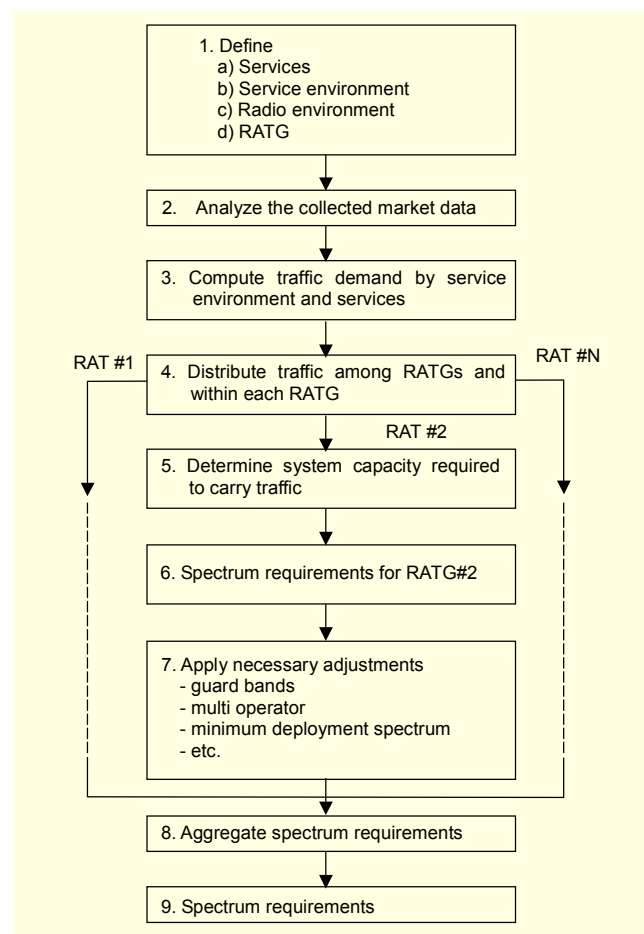 1. Define
a) Services
b) Service environment
c) Radio environment
d) RATG
2. Analyze the collected market data
3. Compute traffic demand by service
environment and services
RAT #1
RAT #N
4. Distribute traffic among RATGs and
within each RATG
RAT #2
5. Determine system capacity required
to carry traffic
6. Spectrum requirements for RATG#2
7. Apply necessary adjustments
- guard bands
- multi operator
- minimum deployment spectrum
- etc.
8. Aggregate spectrum requirements
9. Spectrum requirements